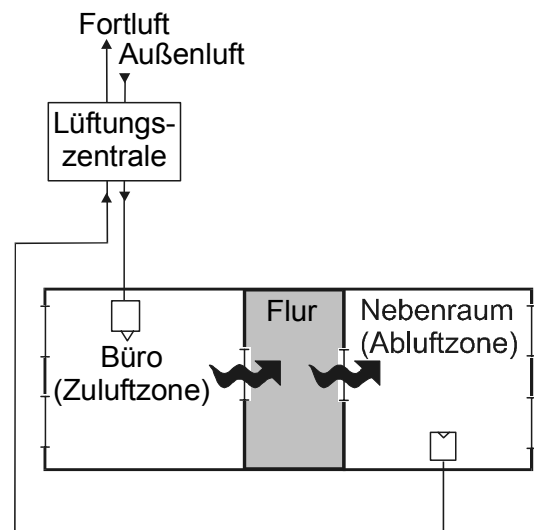 Fortluft
Außenluft
Lüftungs-
zentrale
Flur
Nebenraum
(Abluftzone)
Büro
(Zuluftzone)